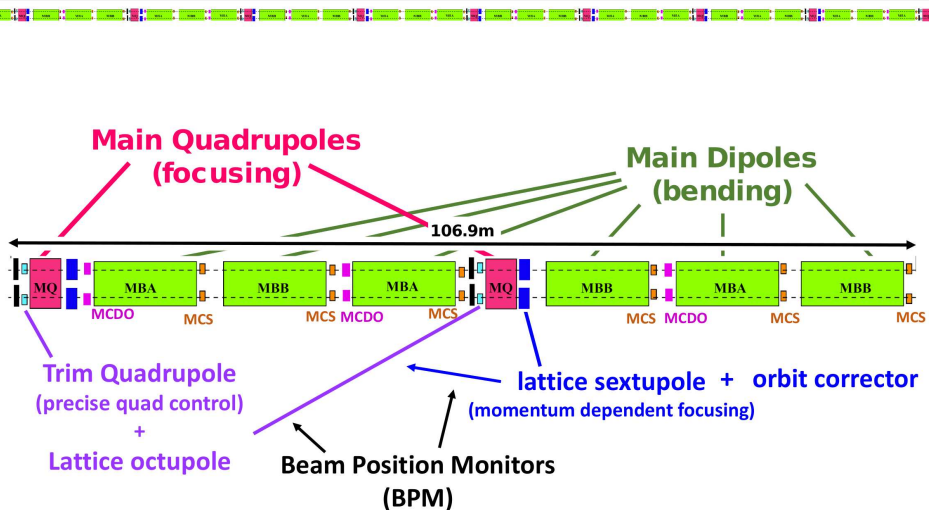 Main Quadrupoles
(focusing)
Main Dipoles
(bending)
106.9m
MQ MBA MBB MBA MQ MBB MBA MBB
MCDO MCS MCS MCDO MCS MCS MCDO MCS MCS
Trim Quadrupole
(precise quad control)
+
Lattice octupole
lattice sextupole + orbit corrector
(momentum dependent focusing)
Beam Position Monitors
(BPM)